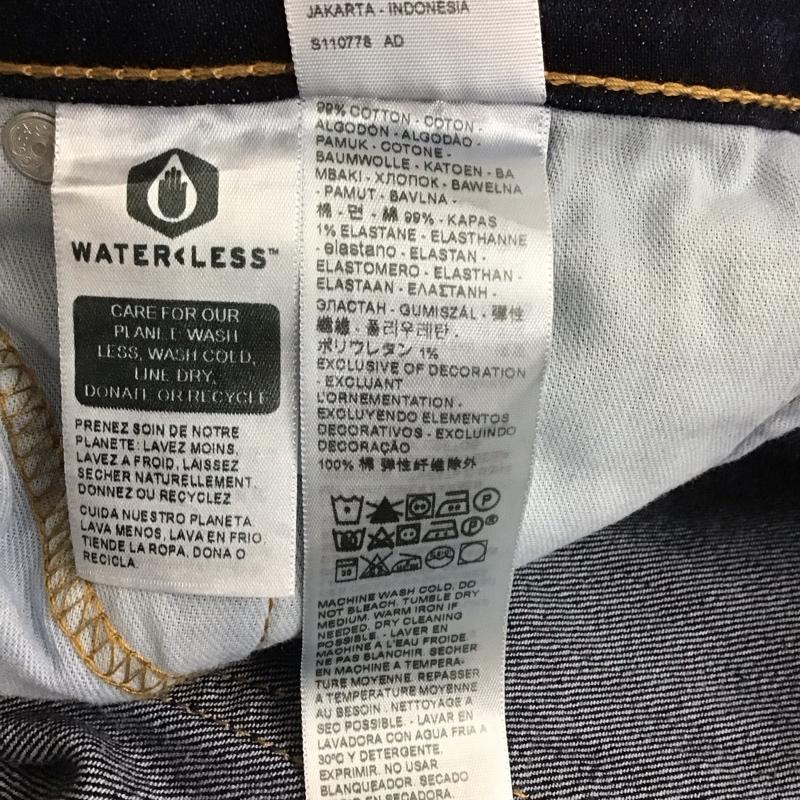 JAKARTA - INDONESIA
S110778 AD
WATER<LESS™
CARE FOR OUR
PLANET: WASH
LESS, WASH COLD,
LINE DRY,
DONATE OR RECYCLE
PRENEZ SOIN DE NOTRE
PLANETE: LAVEZ MOINS,
LAVEZ A FROID, LAISSEZ
SECHER NATURELLEMENT.
DONNEZ OU RECYCLEZ
CUIDA NUESTRO PLANETA.
LAVA MENOS, LAVA EN FRIO,
TIENDE LA ROPA, DONA O
RECICLA.
99% COTTON - COTON -
ALGODÓN - ALGODÃO -
PAMUK - COTONE -
BAUMWOLLE - KATOEN - BA
MBAKI - ХЛОПОК - BAWELNA
- PAMUT - BAVLNA -
棉 - 면 - 綿 99% - KAPAS
1% ELASTANE - ELASTHANNE
- elastano - ELASTAN -
ELASTOMERO - ELASTHAN -
ELASTAAN - ΕΛΑΣΤΑΝΗ -
ЭЛАСТАН - GUMISZÁL - 彈性
纖維 - 폴리우레탄 -
ポリウレタン 1%
EXCLUSIVE OF DECORATION
- EXCLUANT
L'ORNEMENTATION -
EXCLUYENDO ELEMENTOS
DECORATIVOS - EXCLUINDO
DECORAÇÃO
100% 棉 弹性纤维除外
MACHINE WASH COLD. DO
NOT BLEACH. TUMBLE DRY
MEDIUM. WARM IRON IF
NEEDED. DRY CLEANING
POSSIBLE. - LAVER EN
MACHINE A L'EAU FROIDE.
NE PAS BLANCHIR. SECHER
EN MACHINE A TEMPERA-
TURE MOYENNE. REPASSER
A TEMPÉRATURE MOYENNE
AU BESOIN. NETTOYAGE A
SEC POSSIBLE. - LAVAR EN
LAVADORA CON AGUA FRIA A
30ºC Y DETERGENTE.
EXPRIMIR. NO USAR
BLANQUEADOR. SECADO
EN SECADORA.